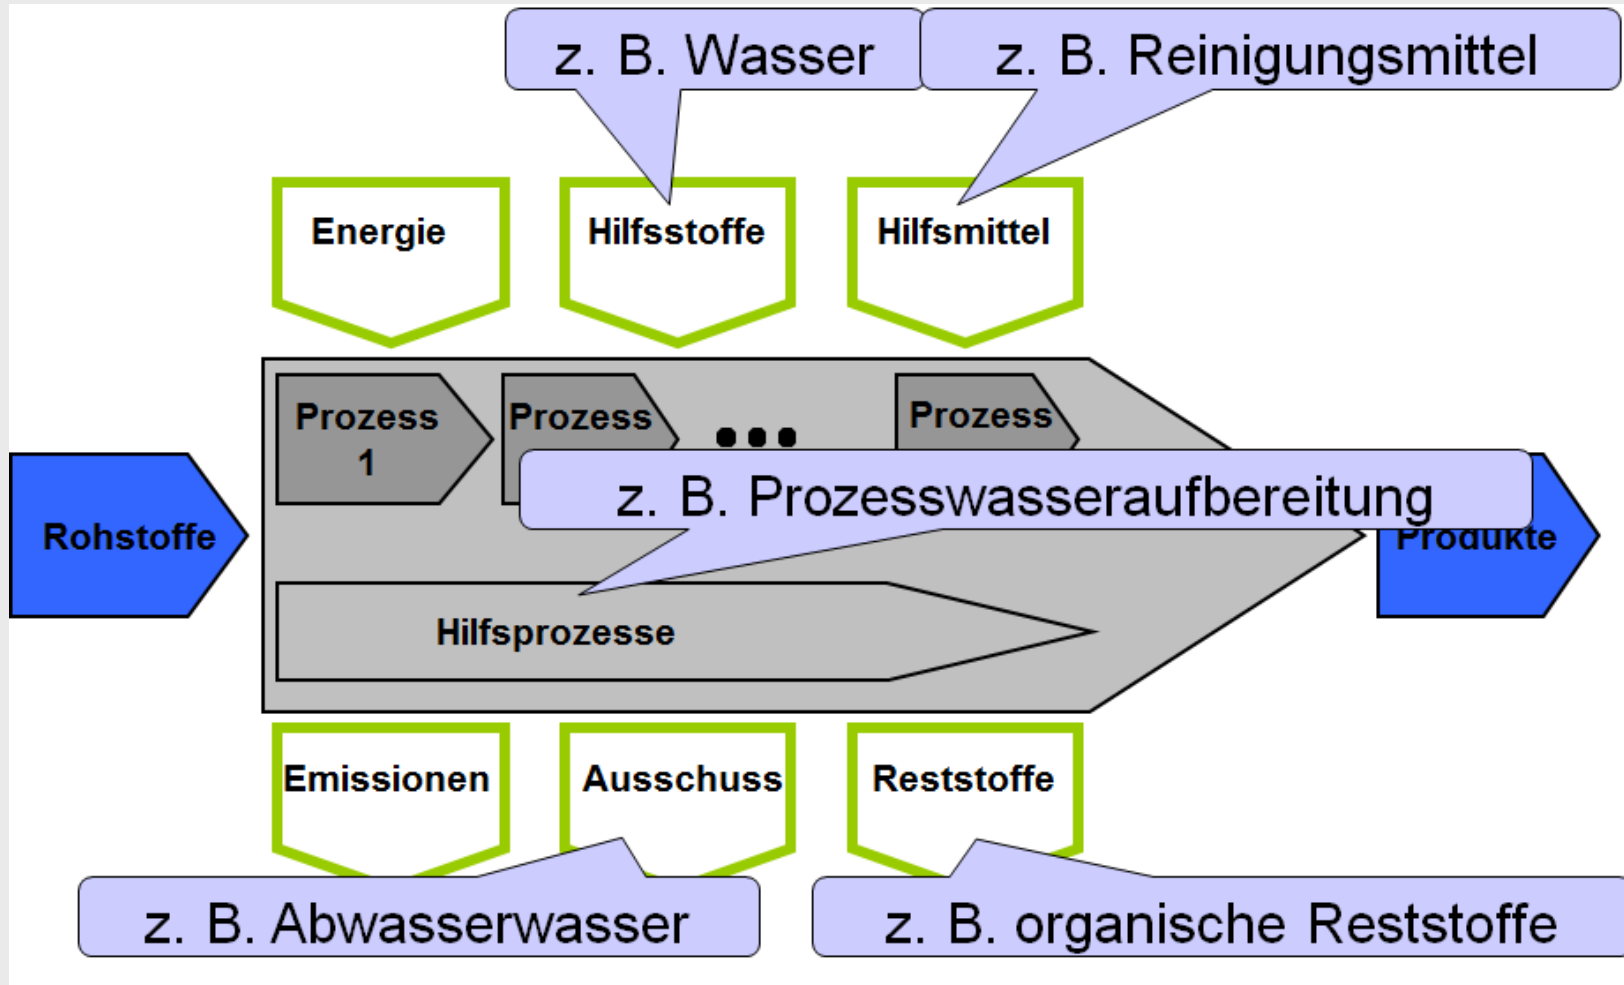 z. B. Wasser
z. B. Reinigungsmittel
Energie
Hilfsstoffe
Hilfsmittel
Prozess
1
Prozess
Prozess
z. B. Prozesswasseraufbereitung
Rohstoffe
Produkte
Hilfsprozesse
Emissionen
Ausschuss
Reststoffe
z. B. Abwasserwasser
z. B. organische Reststoffe